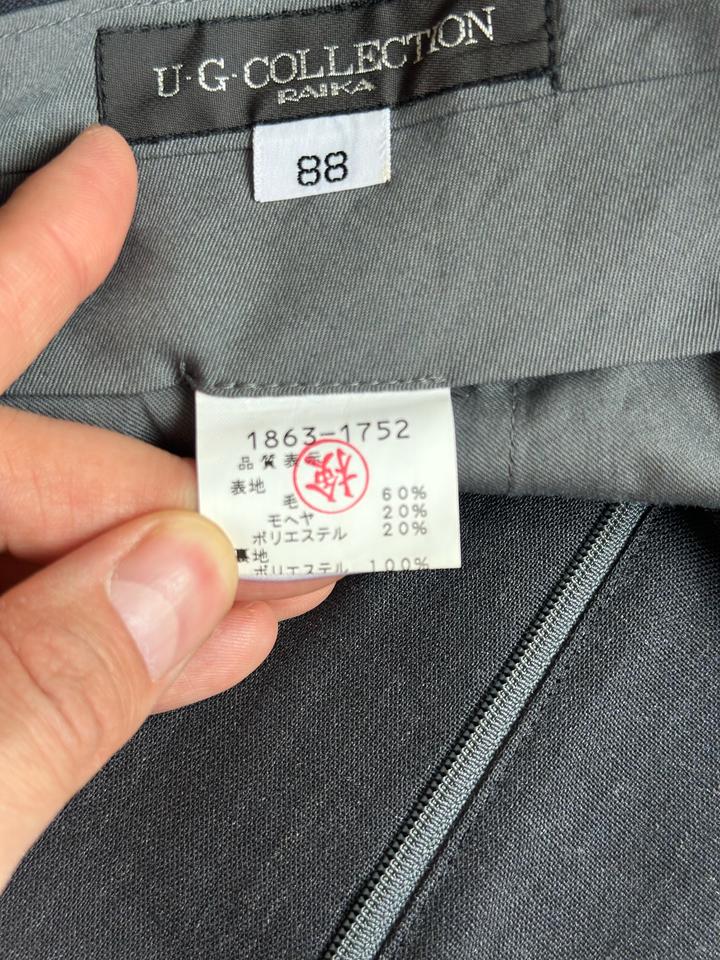 U·G·COLLECTION
RAIKA
88
1863-1752
品質表示
検
表地
毛 60%
モヘヤ 20%
ポリエステル 20%
裏地
ポリエステル 100%